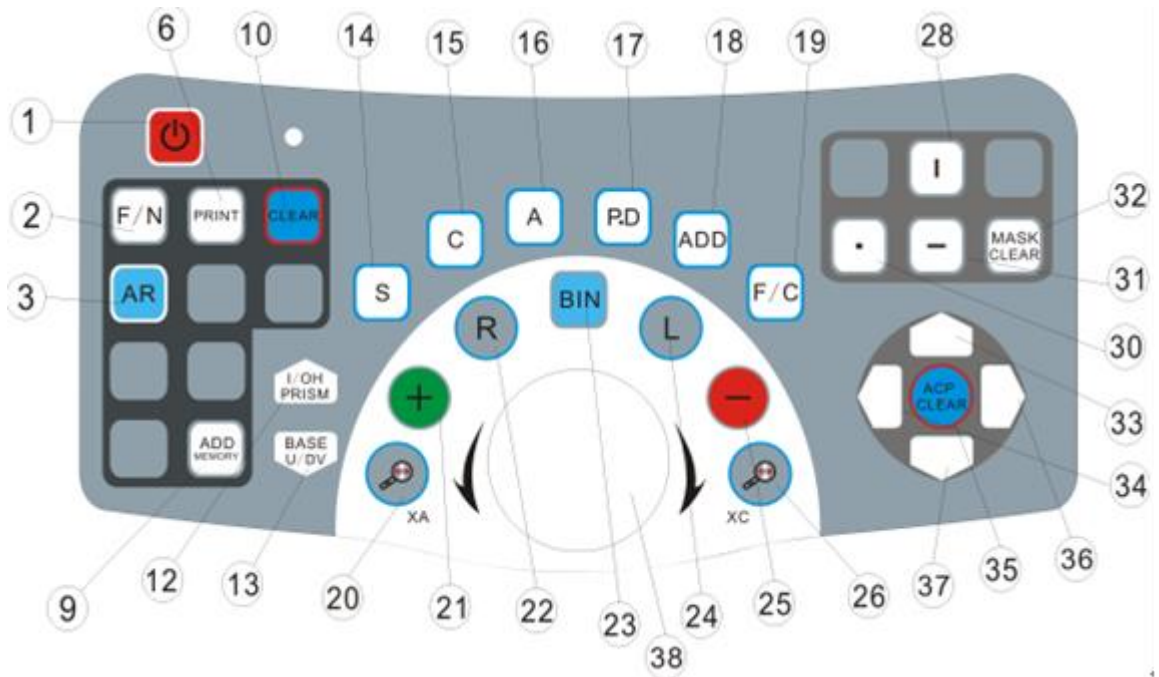 6 10 14 15 16 17 18 19 28
1
2
3
F/N PRINT CLEAR
AR
I/OH
PRISM
ADD
MEMORY
BASE
U/DV
S
C
A
P.D
ADD
F/C
R
BIN
L
+
−
XA
XC
I
·
−
MASK
CLEAR
ACP
CLEAR
32
31
30
33
34
36
9 12 13 20 21 22 23 38 24 25 26 37 35